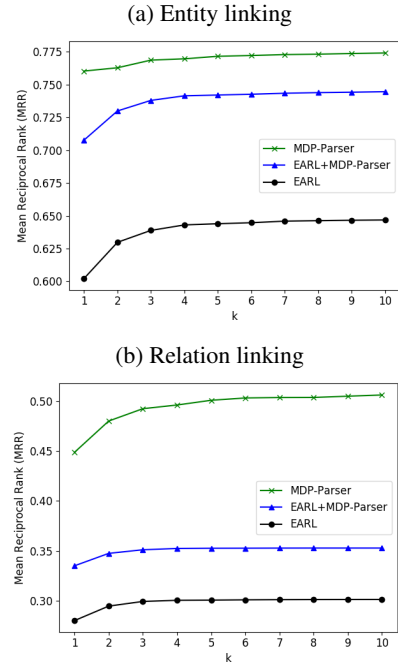 (a) Entity linking
0.775
0.750
0.725
0.700
0.675
0.650
0.625
0.600
Mean Reciprocal Rank (MRR)
MDP-Parser
EARL+MDP-Parser
EARL
1 2 3 4 5 6 7 8 9 10
k
(b) Relation linking
0.50
0.45
0.40
0.35
0.30
Mean Reciprocal Rank (MRR)
MDP-Parser
EARL+MDP-Parser
EARL
1 2 3 4 5 6 7 8 9 10
k